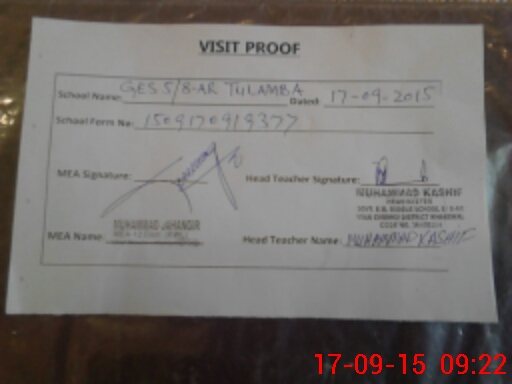 VISIT PROOF
School Name: GES 5/8-AR TULAMBA Dated: 17-09-2015
School Form No: 1509170919377
MEA Signature: Head Teacher Signature:
MUHAMMAD KASHIF
MUHAMMAD JAHANGIR
MEA Name: Head Teacher Name: MUHAMMAD KASHIF
17-09-15 09:22